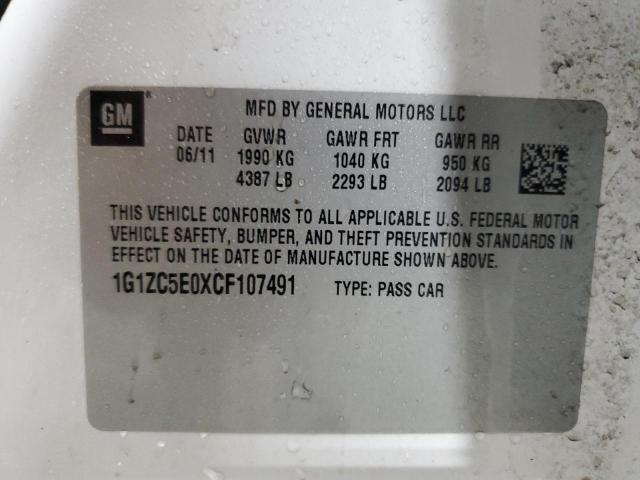 GM
MFD BY GENERAL MOTORS LLC
DATE GVWR GAWR FRT GAWR RR
06/11 1990 KG 1040 KG 950 KG
4387 LB 2293 LB 2094 LB
THIS VEHICLE CONFORMS TO ALL APPLICABLE U.S. FEDERAL MOTOR
VEHICLE SAFETY, BUMPER, AND THEFT PREVENTION STANDARDS IN
EFFECT ON THE DATE OF MANUFACTURE SHOWN ABOVE.
1G1ZC5E0XCF107491 TYPE: PASS CAR